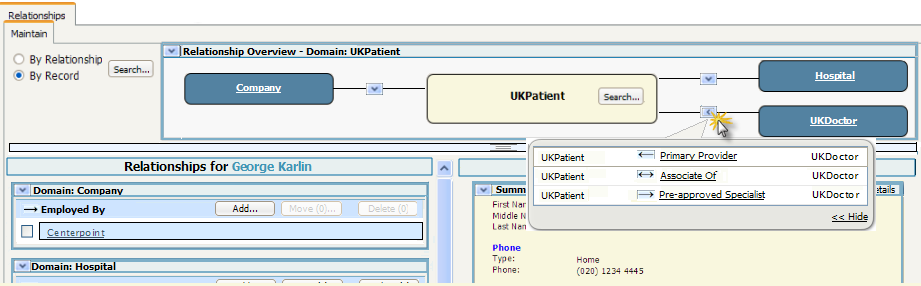 Relationships
Maintain
By Relationship
By Record
Search...
Relationship Overview - Domain: UKPatient
Company
UKPatient
Search...
Hospital
UKDoctor
UKPatient Primary Provider UKDoctor
UKPatient Associate Of UKDoctor
UKPatient Pre-approved Specialist UKDoctor
<< Hide
Relationships for George Karlin
Domain: Company
Employed By Add... Move (0)... Delete (0)
Centerpoint
Domain: Hospital
Summ
First Nar
Middle N
Last Nan
Phone
Type: Home
Phone: (020) 1234 4445